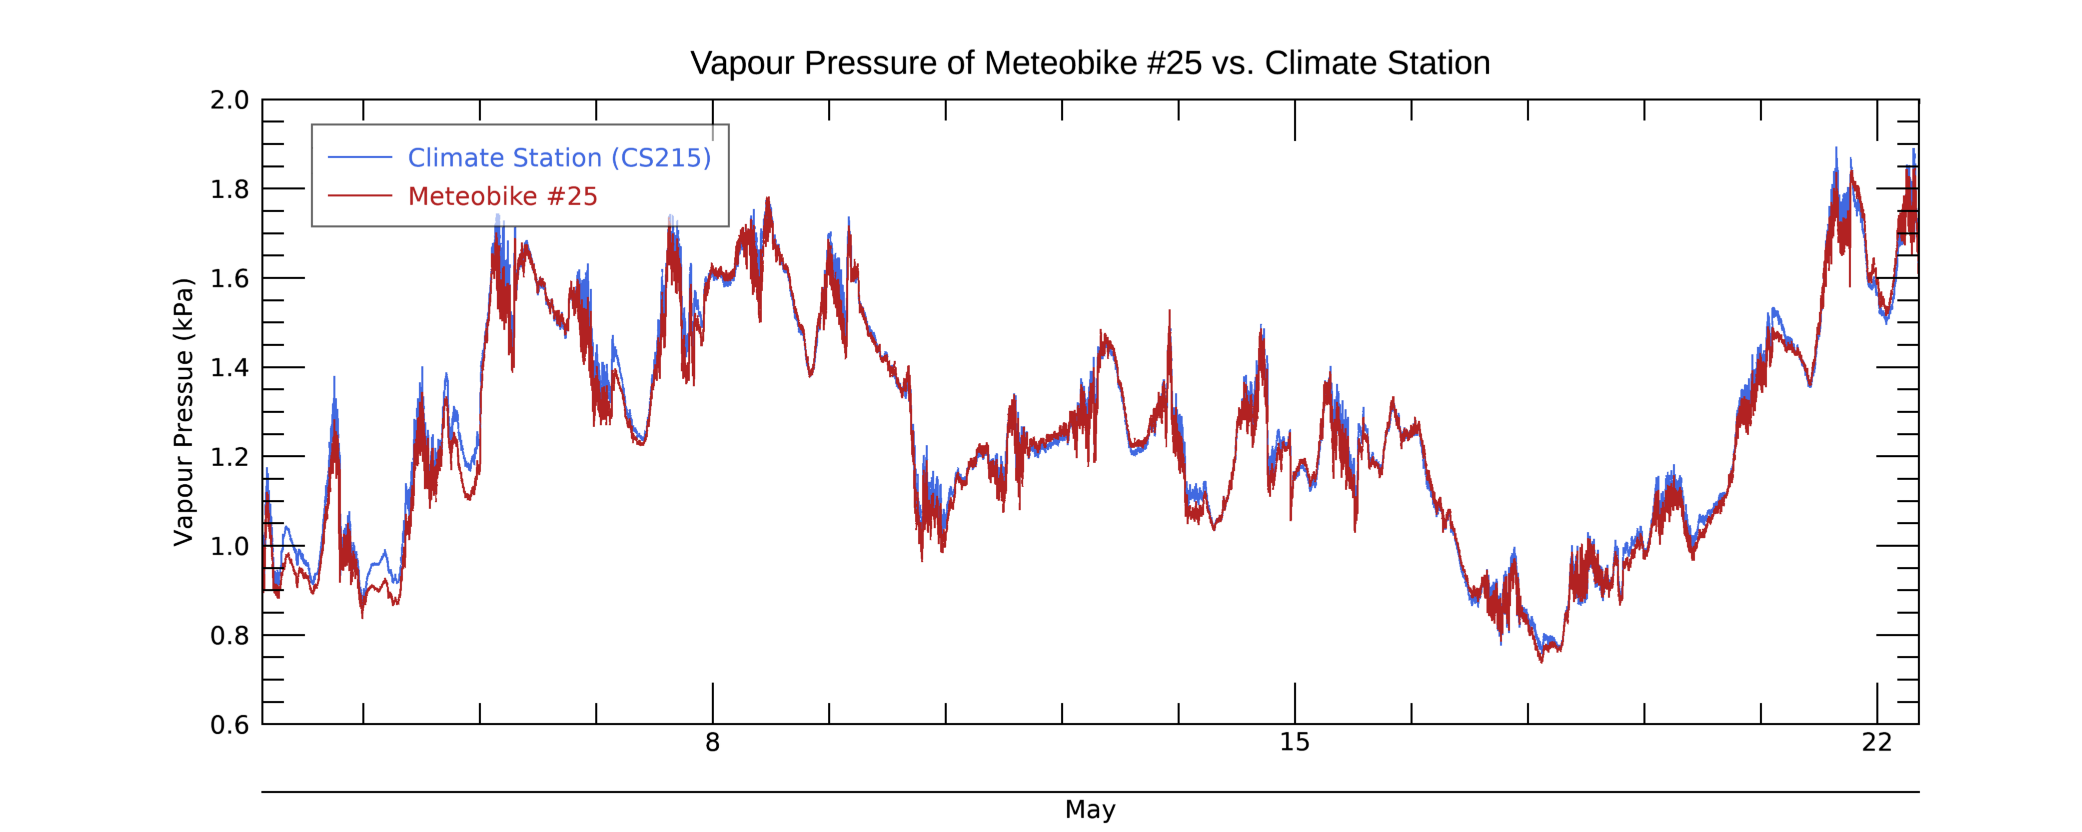 Vapour Pressure of Meteobike #25 vs. Climate Station
2.0
1.8
1.6
1.4
1.2
1.0
0.8
0.6
Vapour Pressue (kPa)
Climate Station (CS215)
Meteobike #25
8
15
22
May